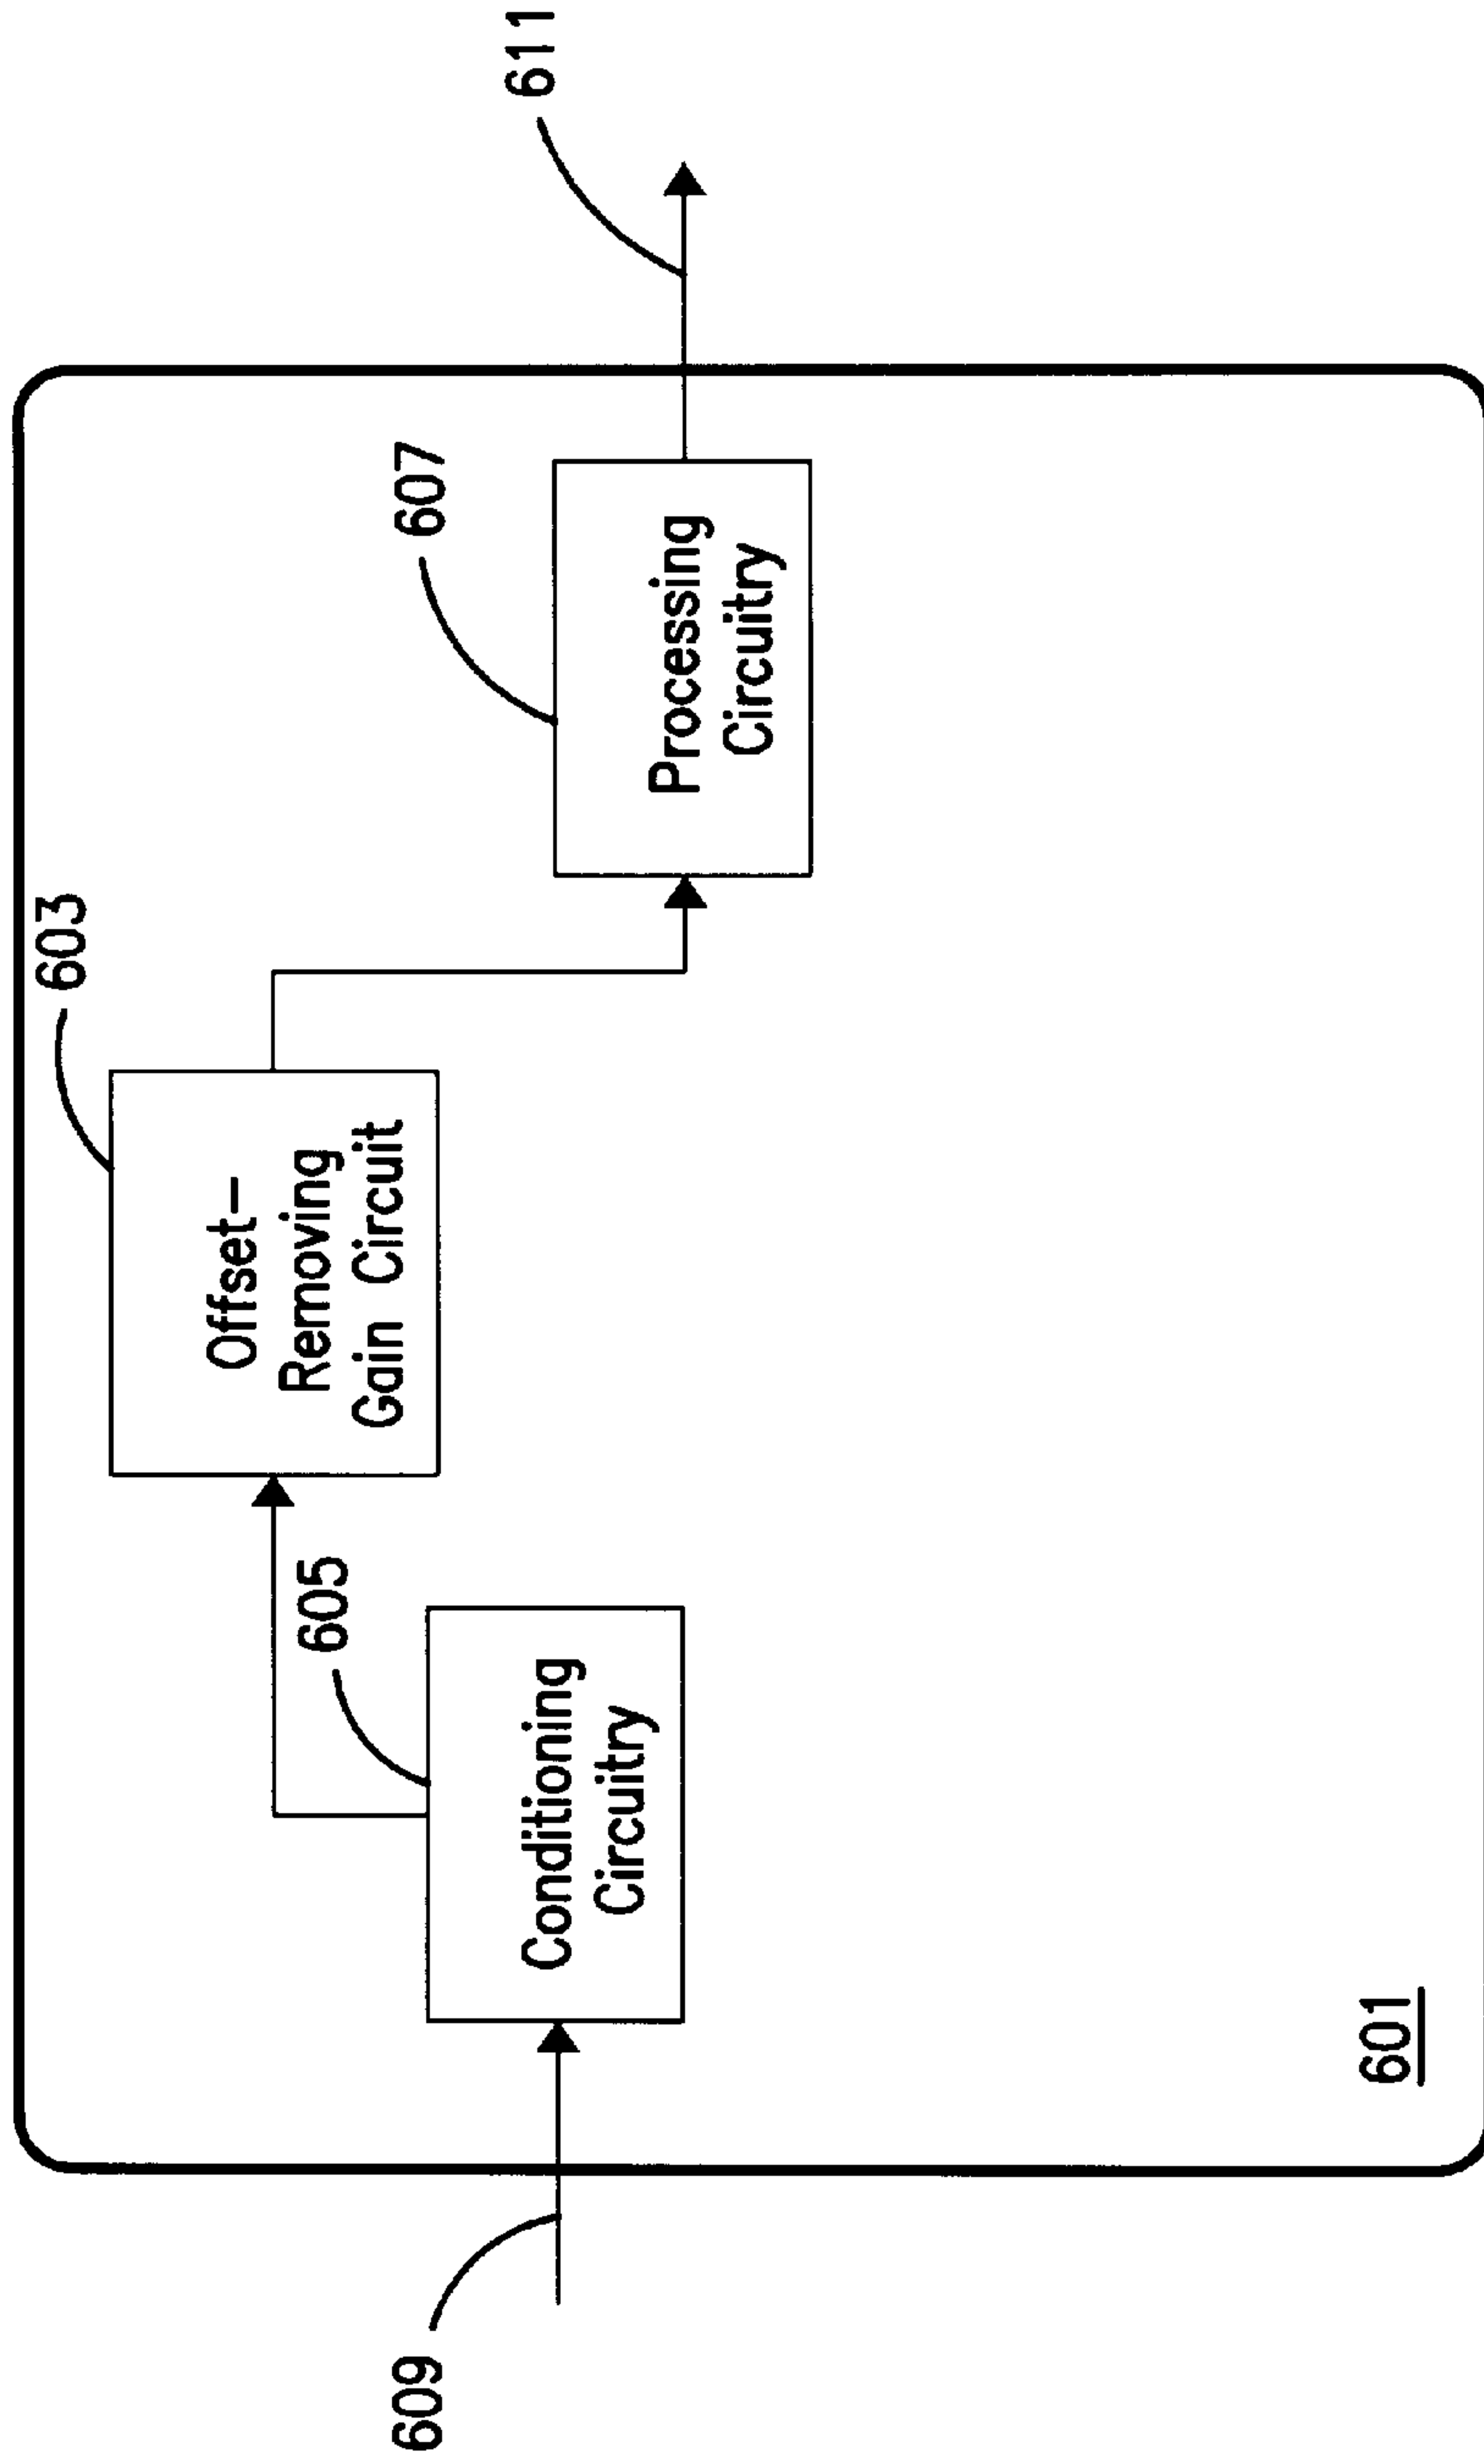 603
Offset–
Removing
Gain Circuit
609
605
Conditioning
Circuitry
607
Processing
Circuitry
611
601